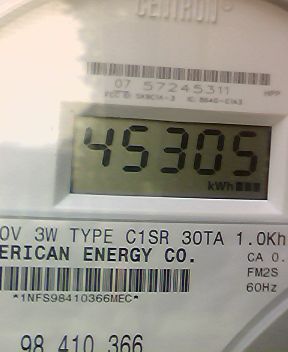 CENTRON®
07 57245311
HPP
45305
kWh
0V 3W TYPE C1SR 30TA 1.0Kh
ERICAN ENERGY CO.
CA 0.
FM2S
*1NFS98410366MEC*
60Hz
98 410 366